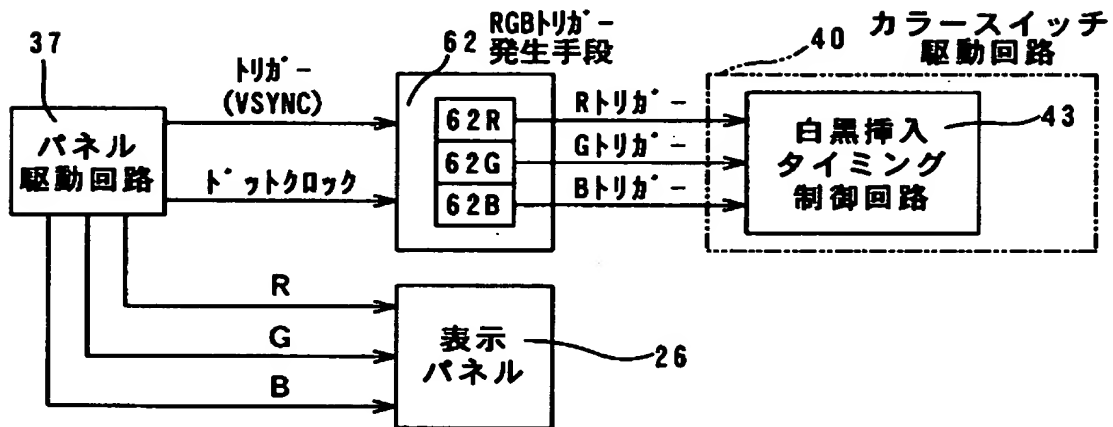 37
パネル
駆動回路
トリガー
(VSYNC)
ドットクロック
62
RGBトリガー
発生手段
62R
62G
62B
Rトリガー
Gトリガー
Bトリガー
40
カラースイッチ
駆動回路
白黒挿入
タイミング
制御回路
43
R
G
B
表示
パネル
26